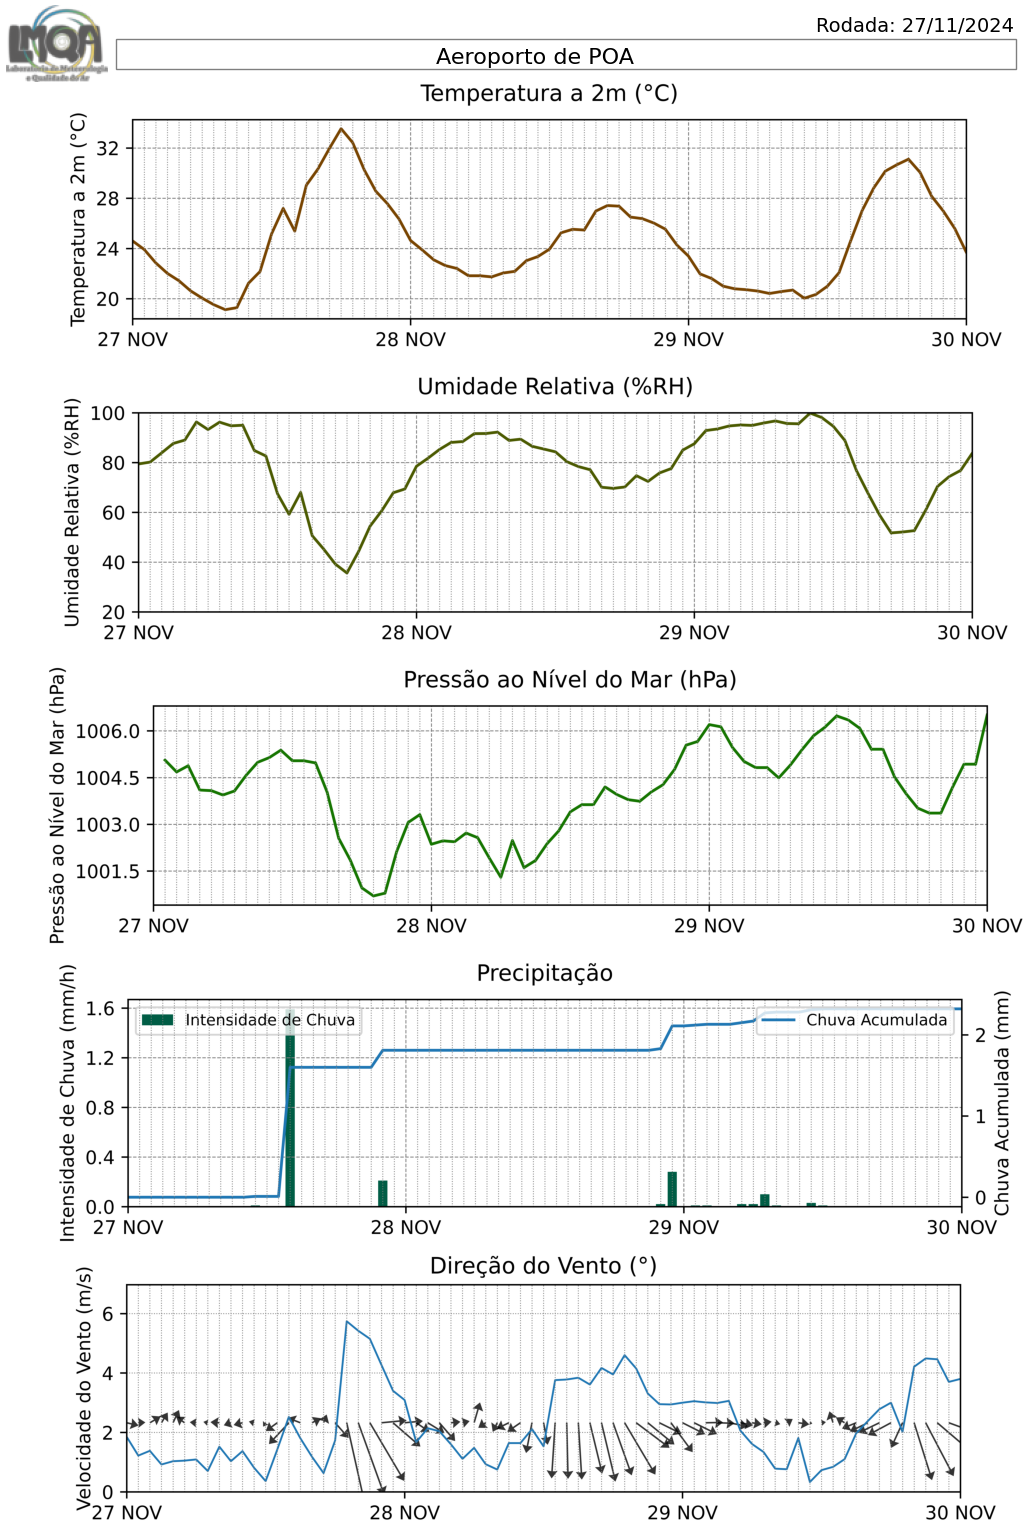 LMQA
Laboratório de Meteorologia
e Qualidade do Ar
Rodada: 27/11/2024
Aeroporto de POA
Temperatura a 2m (°C)
Temperatura a 2m (°C)
32
28
24
20
27 NOV 28 NOV 29 NOV 30 NOV
Umidade Relativa (%RH)
Umidade Relativa (%RH)
100
80
60
40
20
27 NOV 28 NOV 29 NOV 30 NOV
Pressão ao Nível do Mar (hPa)
Pressão ao Nível do Mar (hPa)
1006.0
1004.5
1003.0
1001.5
27 NOV 28 NOV 29 NOV 30 NOV
Precipitação
Intensidade de Chuva (mm/h)
1.6
1.2
0.8
0.4
0.0
Intensidade de Chuva
Chuva Acumulada
2
1
0
Chuva Acumulada (mm)
27 NOV 28 NOV 29 NOV 30 NOV
Direção do Vento (°)
Velocidade do Vento (m/s)
6
4
2
0
27 NOV 28 NOV 29 NOV 30 NOV